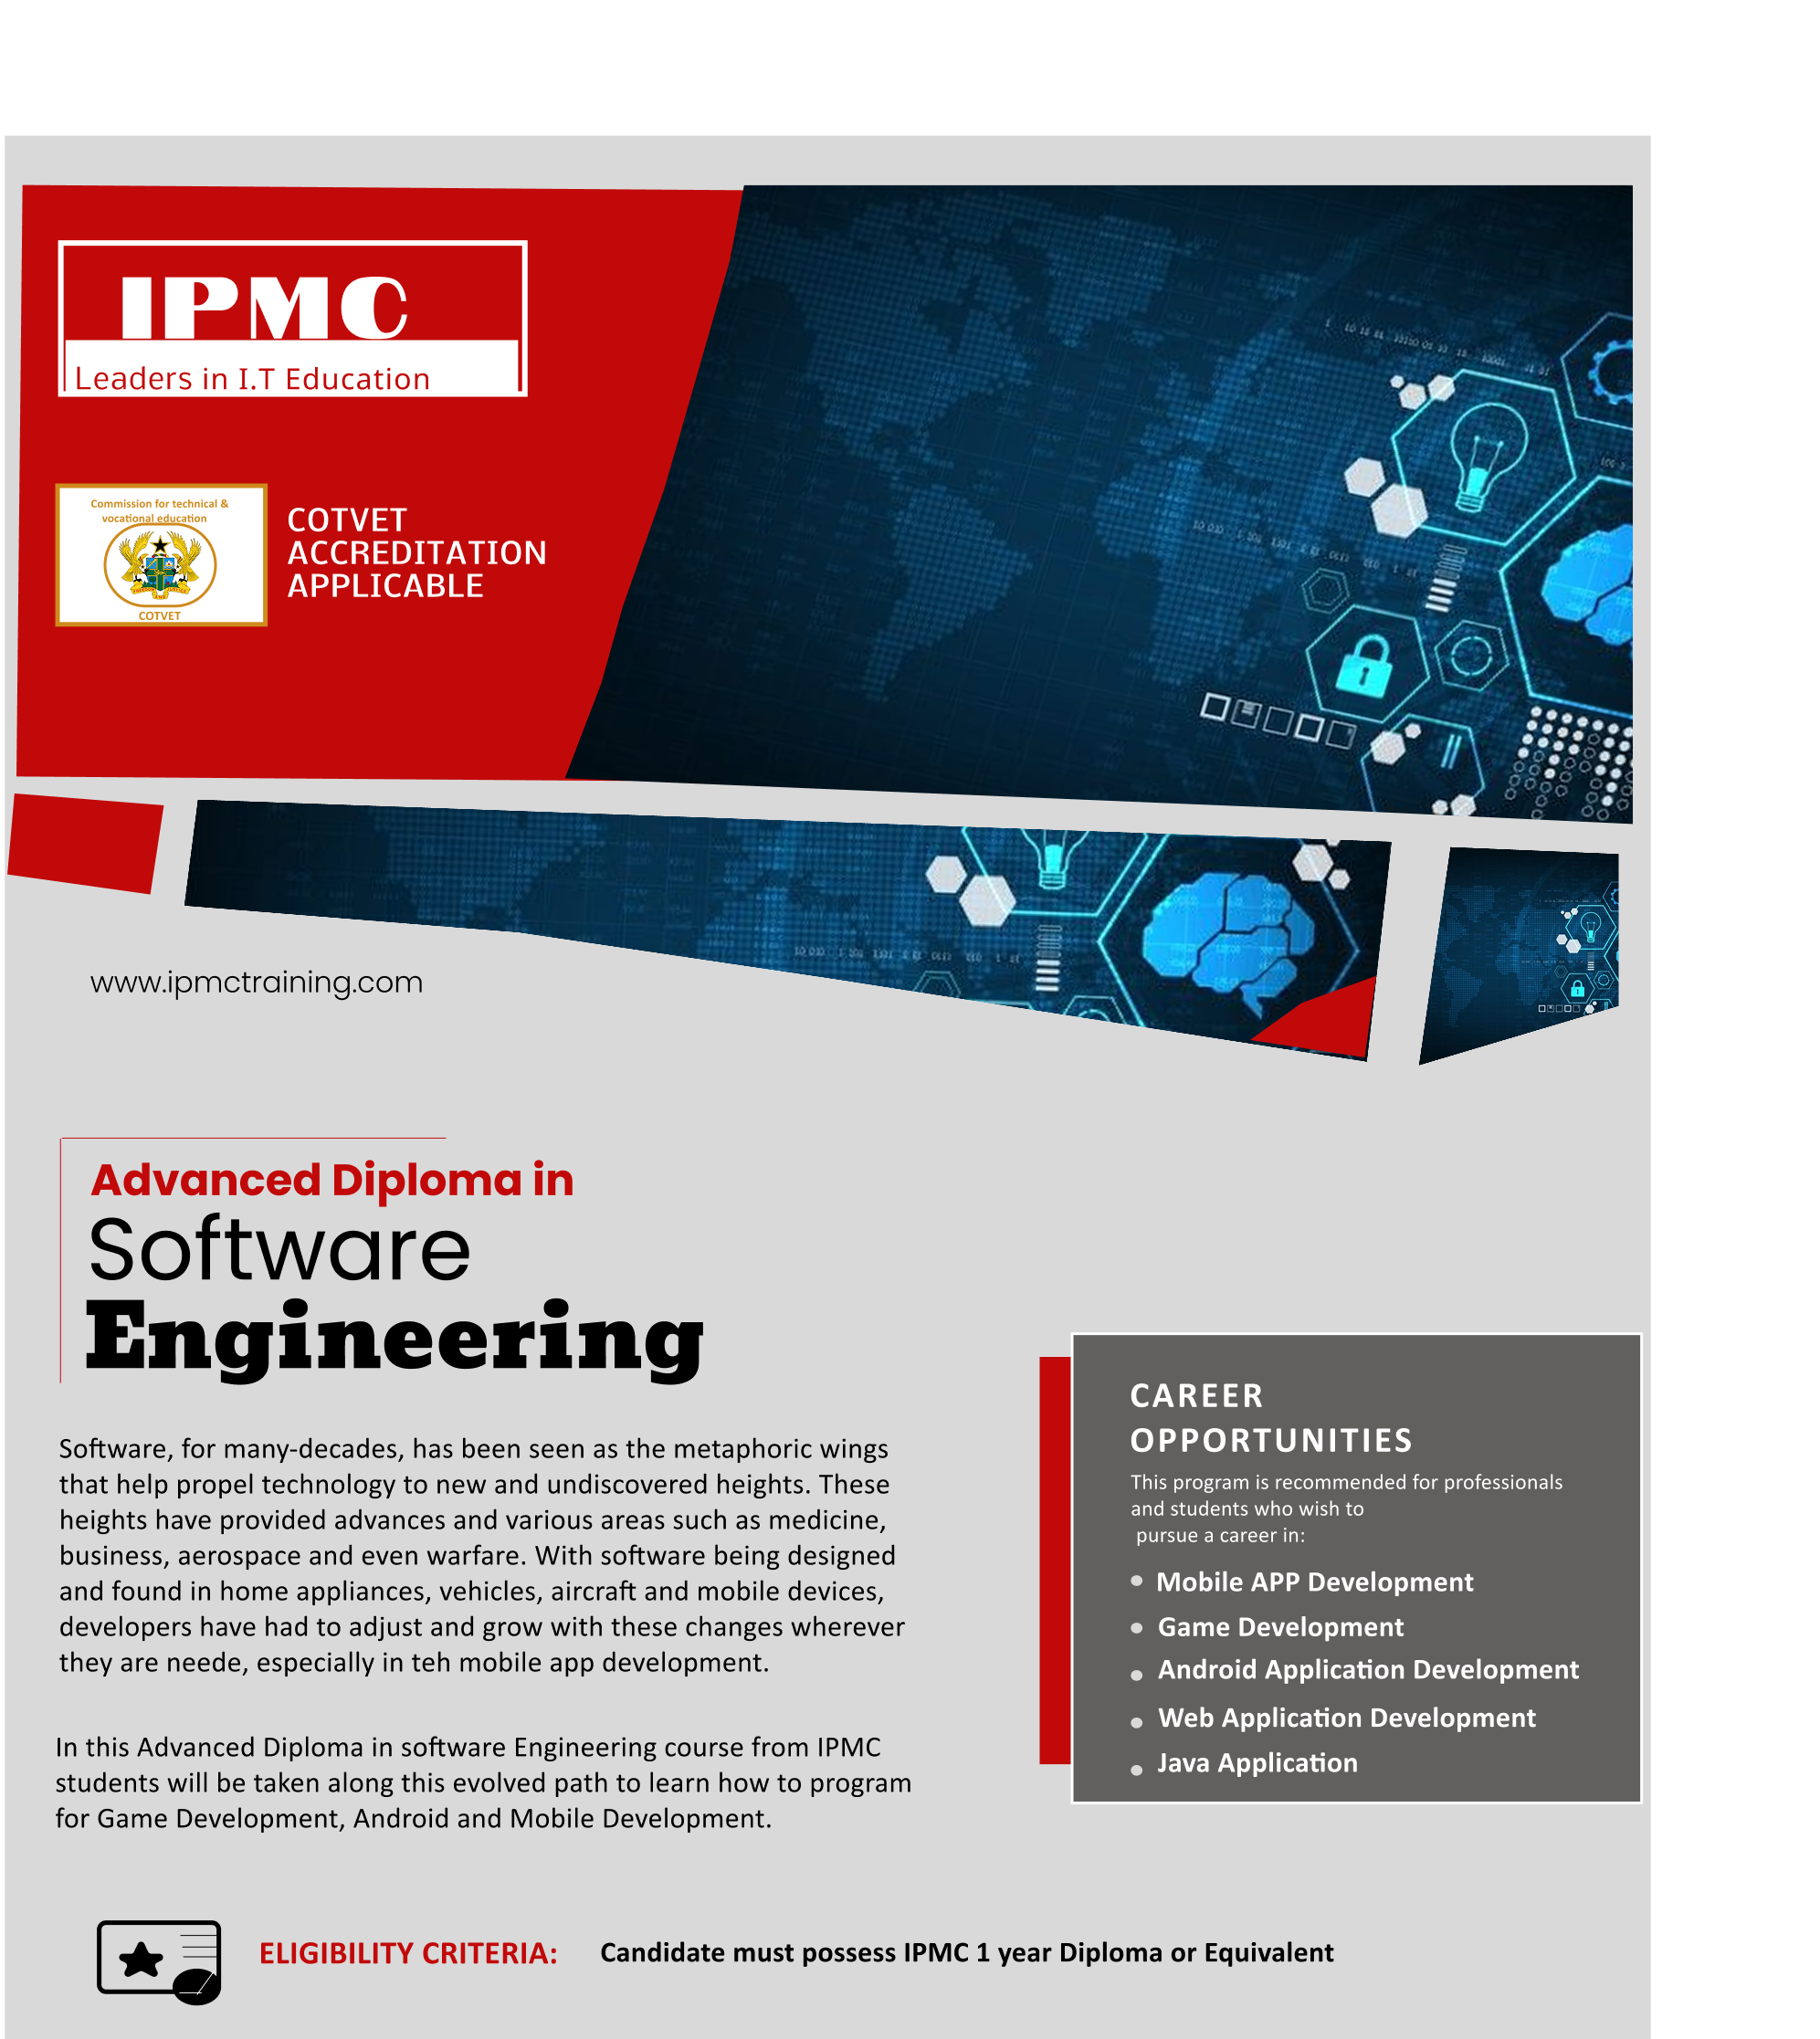 IPMC
Leaders in I.T Education
Commission for technical &
vocational education
COTVET
COTVET
ACCREDITATION
APPLICABLE
www.ipmctraining.com
Advanced Diploma in
Software
Engineering
Software, for many-decades, has been seen as the metaphoric wings
that help propel technology to new and undiscovered heights. These
heights have provided advances and various areas such as medicine,
business, aerospace and even warfare. With software being designed
and found in home appliances, vehicles, aircraft and mobile devices,
developers have had to adjust and grow with these changes wherever
they are neede, especially in teh mobile app development.
In this Advanced Diploma in software Engineering course from IPMC
students will be taken along this evolved path to learn how to program
for Game Development, Android and Mobile Development.
CAREER
OPPORTUNITIES
This program is recommended for professionals
and students who wish to
pursue a career in:
Mobile APP Development
Game Development
Android Application Development
Web Application Development
Java Application
ELIGIBILITY CRITERIA: Candidate must possess IPMC 1 year Diploma or Equivalent